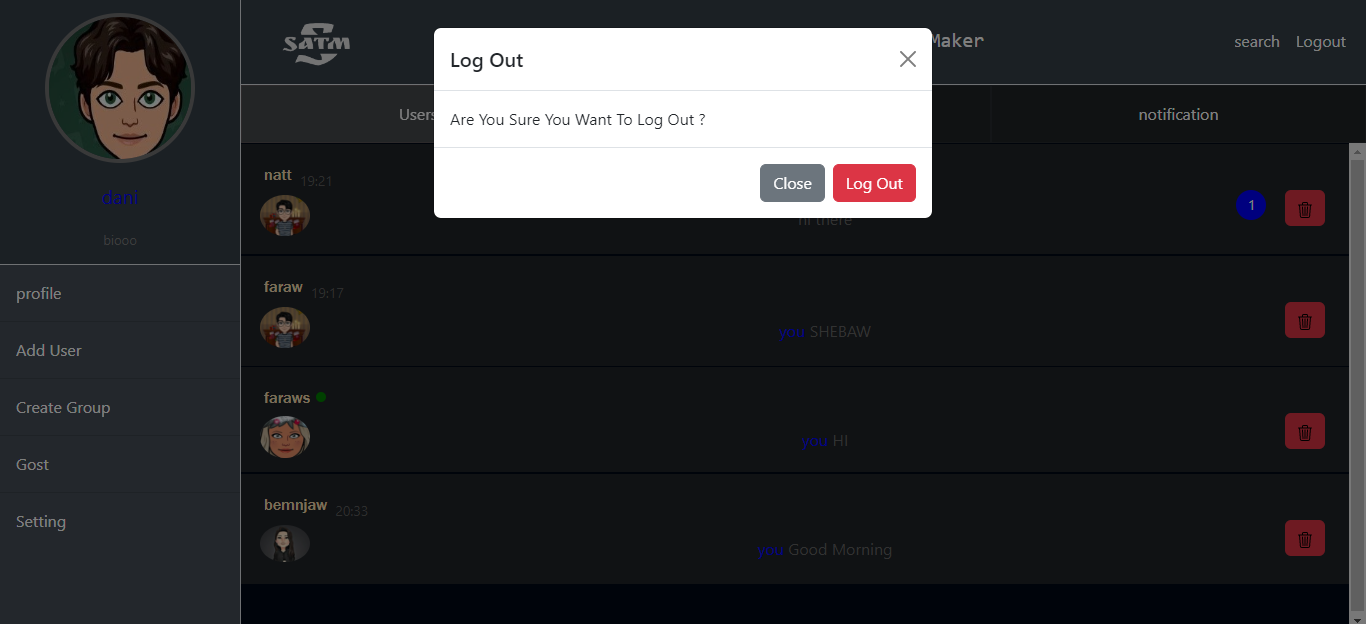 SATM
Maker
search
Logout
Log Out
Are You Sure You Want To Log Out ?
Close
Log Out
Users
notification
dani
biooo
profile
Add User
Create Group
Gost
Setting
natt 19:21
hi there
1
faraw 19:17
you SHEBAW
faraws
you HI
bemnjaw 20:33
you Good Morning